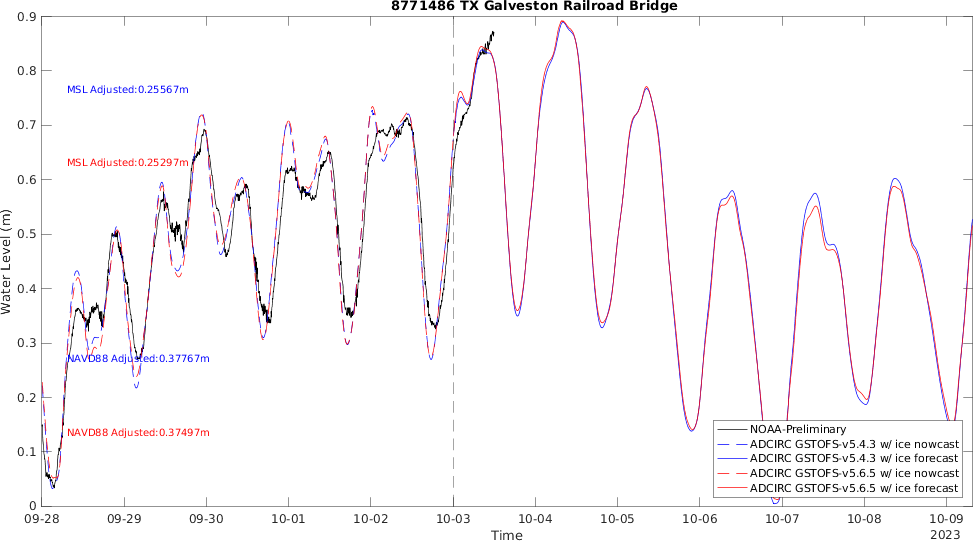 8771486 TX Galveston Railroad Bridge
0.9
0.8
0.7
0.6
0.5
0.4
0.3
0.2
0.1
0
Water Level (m)
MSL Adjusted:0.25567m
MSL Adjusted:0.25297m
NAVD88 Adjusted:0.37767m
NAVD88 Adjusted:0.37497m
NOAA-Preliminary
ADCIRC GSTOFS-v5.4.3 w/ ice nowcast
ADCIRC GSTOFS-v5.4.3 w/ ice forecast
ADCIRC GSTOFS-v5.6.5 w/ ice nowcast
ADCIRC GSTOFS-v5.6.5 w/ ice forecast
09-28 09-29 09-30 10-01 10-02 10-03 10-04 10-05 10-06 10-07 10-08 10-09
2023
Time